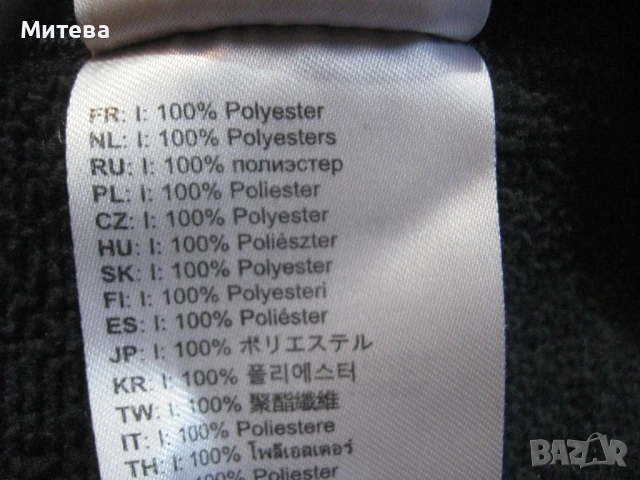 Митева
FR: I: 100% Polyester
NL: I: 100% Polyesters
RU: I: 100% полиэстер
PL: I: 100% Poliester
CZ: I: 100% Polyester
HU: I: 100% Poliészter
SK: I: 100% Polyester
FI: I: 100% Polyesteri
ES: I: 100% Poliéster
JP: I: 100% ポリエステル
KR: I: 100% 폴리에스터
TW: I: 100% 聚酯纖維
IT: I: 100% Poliestere
TH: I: 100% โพลีเอสเตอร์
100% Polyester
BAZAR